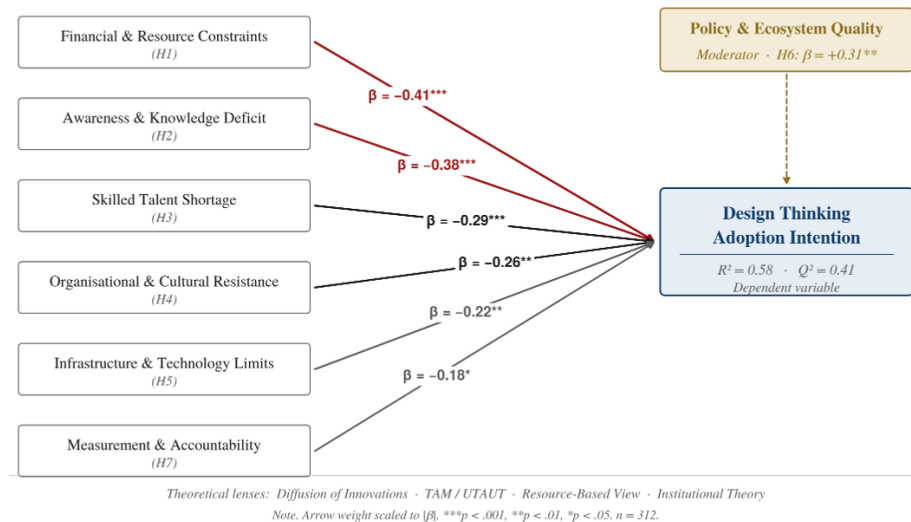 Financial & Resource Constraints
(H1)
Awareness & Knowledge Deficit
(H2)
Skilled Talent Shortage
(H3)
Organisational & Cultural Resistance
(H4)
Infrastructure & Technology Limits
(H5)
Measurement & Accountability
(H7)
β = −0.41***
β = −0.38***
β = −0.29***
β = −0.26**
β = −0.22**
β = −0.18*
Policy & Ecosystem Quality
Moderator · H6: β = +0.31**
Design Thinking
Adoption Intention
R² = 0.58 · Q² = 0.41
Dependent variable
Theoretical lenses: Diffusion of Innovations · TAM / UTAUT · Resource-Based View · Institutional Theory
Note. Arrow weight scaled to |β|. ***p < .001, **p < .01, *p < .05. n = 312.